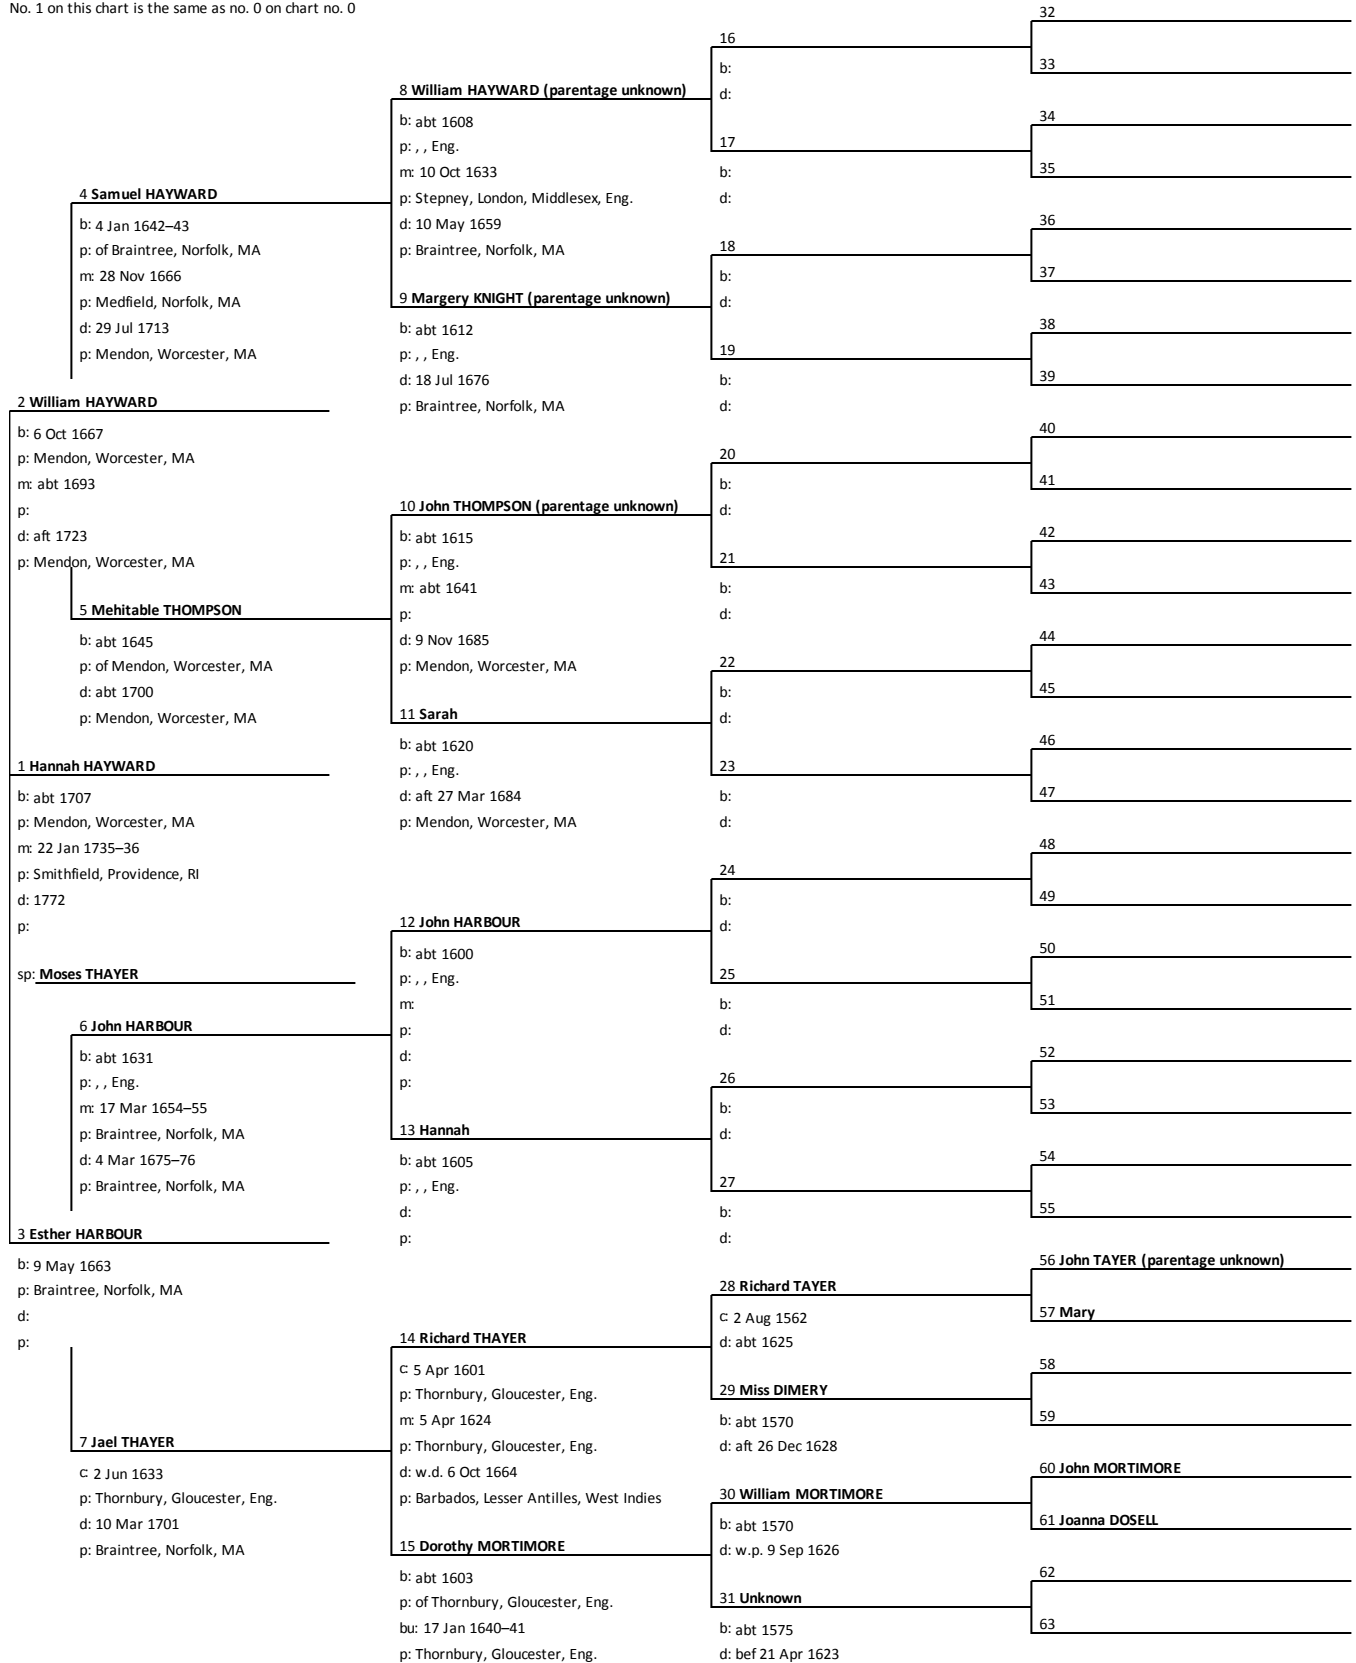 No. 1 on this chart is the same as no. 0 on chart no. 0
4 Samuel HAYWARD
b: 4 Jan 1642–43
p: of Braintree, Norfolk, MA
m: 28 Nov 1666
p: Medfield, Norfolk, MA
d: 29 Jul 1713
p: Mendon, Worcester, MA
2 William HAYWARD
b: 6 Oct 1667
p: Mendon, Worcester, MA
m: abt 1693
p:
d: aft 1723
p: Mendon, Worcester, MA
5 Mehitable THOMPSON
b: abt 1645
p: of Mendon, Worcester, MA
d: abt 1700
p: Mendon, Worcester, MA
1 Hannah HAYWARD
b: abt 1707
p: Mendon, Worcester, MA
m: 22 Jan 1735–36
p: Smithfield, Providence, RI
d: 1772
p:
sp: Moses THAYER
6 John HARBOUR
b: abt 1631
p: , , Eng.
m: 17 Mar 1654–55
p: Braintree, Norfolk, MA
d: 4 Mar 1675–76
p: Braintree, Norfolk, MA
3 Esther HARBOUR
b: 9 May 1663
p: Braintree, Norfolk, MA
d:
p:
7 Jael THAYER
c: 2 Jun 1633
p: Thornbury, Gloucester, Eng.
d: 10 Mar 1701
p: Braintree, Norfolk, MA
8 William HAYWARD (parentage unknown)
b: abt 1608
p: , , Eng.
m: 10 Oct 1633
p: Stepney, London, Middlesex, Eng.
d: 10 May 1659
p: Braintree, Norfolk, MA
9 Margery KNIGHT (parentage unknown)
b: abt 1612
p: , , Eng.
d: 18 Jul 1676
p: Braintree, Norfolk, MA
10 John THOMPSON (parentage unknown)
b: abt 1615
p: , , Eng.
m: abt 1641
p:
d: 9 Nov 1685
p: Mendon, Worcester, MA
11 Sarah
b: abt 1620
p: , , Eng.
d: aft 27 Mar 1684
p: Mendon, Worcester, MA
12 John HARBOUR
b: abt 1600
p: , , Eng.
m:
p:
d:
p:
13 Hannah
b: abt 1605
p: , , Eng.
d:
p:
14 Richard THAYER
c: 5 Apr 1601
p: Thornbury, Gloucester, Eng.
m: 5 Apr 1624
p: Thornbury, Gloucester, Eng.
d: w.d. 6 Oct 1664
p: Barbados, Lesser Antilles, West Indies
15 Dorothy MORTIMORE
b: abt 1603
p: of Thornbury, Gloucester, Eng.
bu: 17 Jan 1640–41
p: Thornbury, Gloucester, Eng.
16
b:
d:
17
b:
d:
18
b:
d:
19
b:
d:
20
b:
d:
21
b:
d:
22
b:
d:
23
b:
d:
24
b:
d:
25
b:
d:
26
b:
d:
27
b:
d:
28 Richard TAYER
c: 2 Aug 1562
d: abt 1625
29 Miss DIMERY
b: abt 1570
d: aft 26 Dec 1628
30 William MORTIMORE
b: abt 1570
d: w.p. 9 Sep 1626
31 Unknown
b: abt 1575
d: bef 21 Apr 1623
32
33
34
35
36
37
38
39
40
41
42
43
44
45
46
47
48
49
50
51
52
53
54
55
56 John TAYER (parentage unknown)
57 Mary
58
59
60 John MORTIMORE
61 Joanna DOSELL
62
63